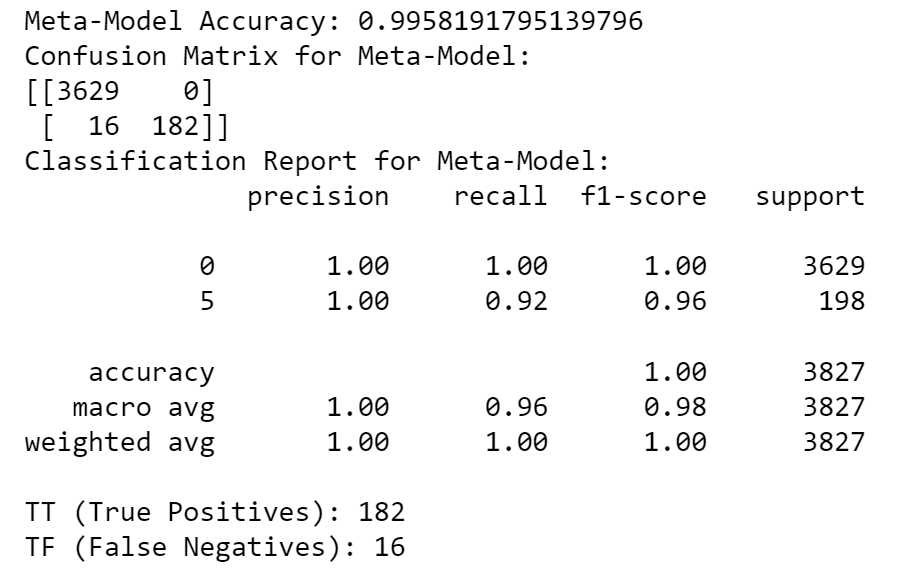 Meta-Model Accuracy: 0.9958191795139796
Confusion Matrix for Meta-Model:
[[3629    0]
 [  16  182]]
Classification Report for Meta-Model:
              precision    recall  f1-score   support

           0       1.00      1.00      1.00      3629
           5       1.00      0.92      0.96       198

    accuracy                           1.00      3827
   macro avg       1.00      0.96      0.98      3827
weighted avg       1.00      1.00      1.00      3827

TT (True Positives): 182
TF (False Negatives): 16